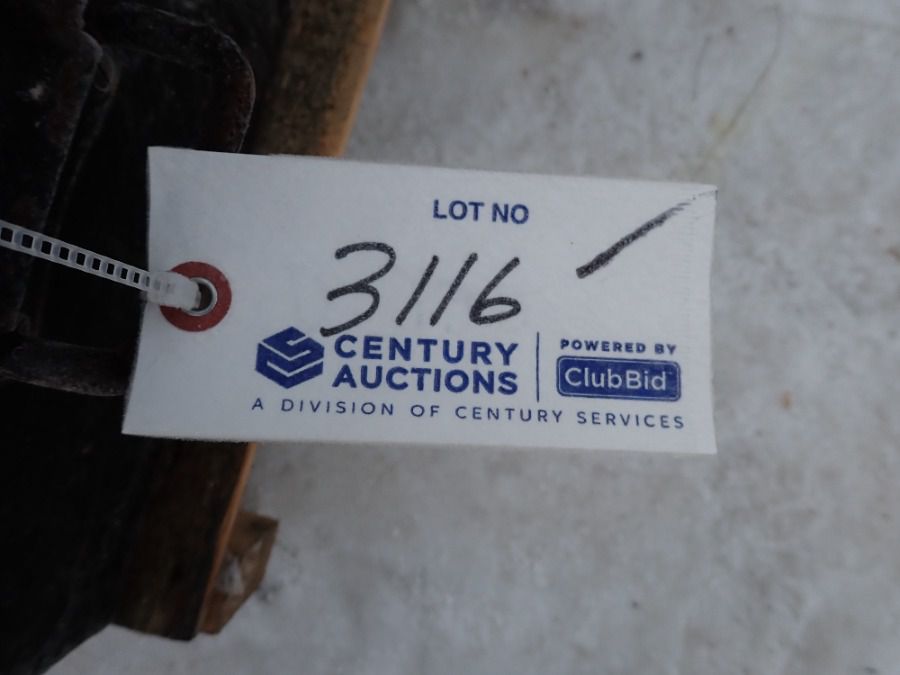 LOT NO
3116
CENTURY
AUCTIONS
POWERED BY
ClubBid
A DIVISION OF CENTURY SERVICES